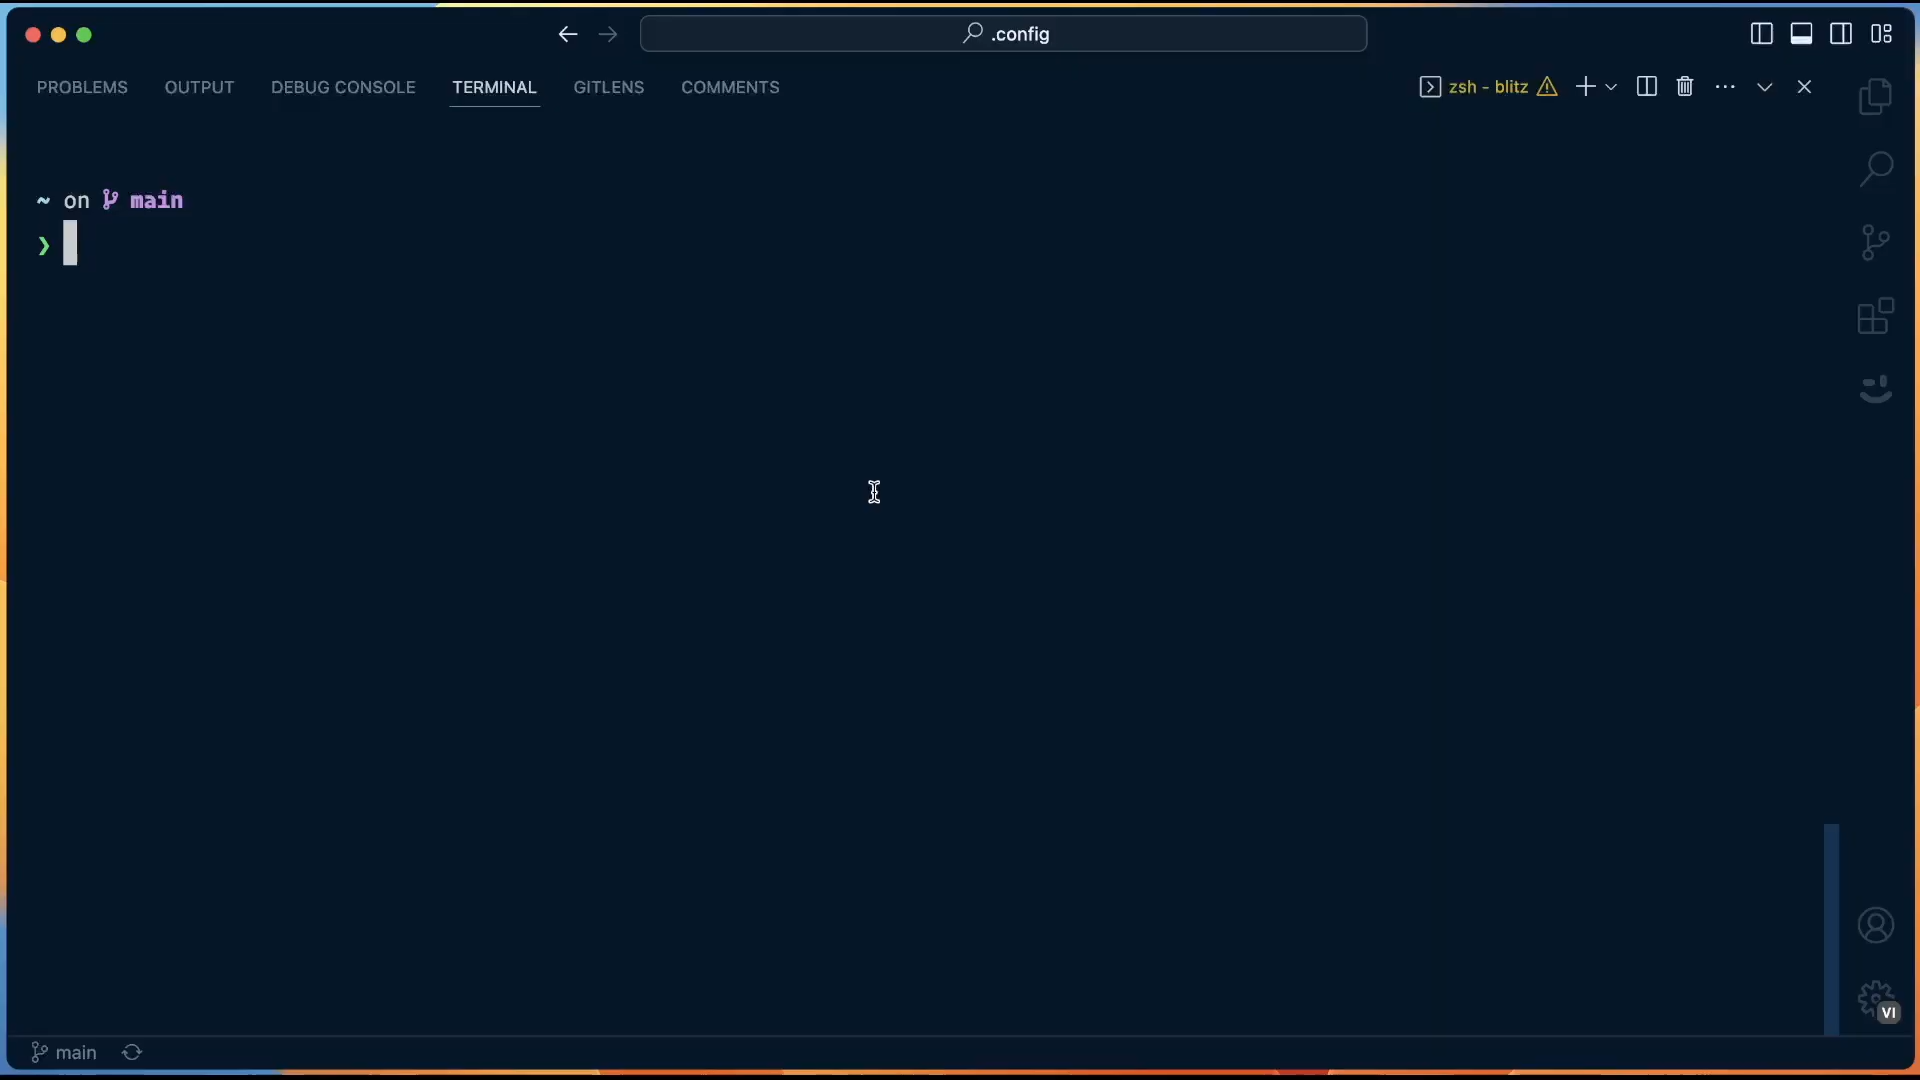 .config
PROBLEMS OUTPUT DEBUG CONSOLE TERMINAL GITLENS COMMENTS zsh - blitz
~ on main
❯
VI
main